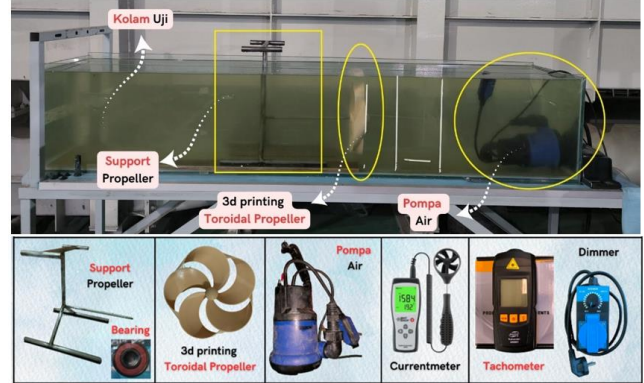 Kolam Uji
Support
Propeller
3d printing
Toroidal Propeller
Pompa
Air
Support
Propeller
Bearing
3d printing
Toroidal Propeller
Pompa
Air
1584
Currentmeter
Tachometer
Dimmer